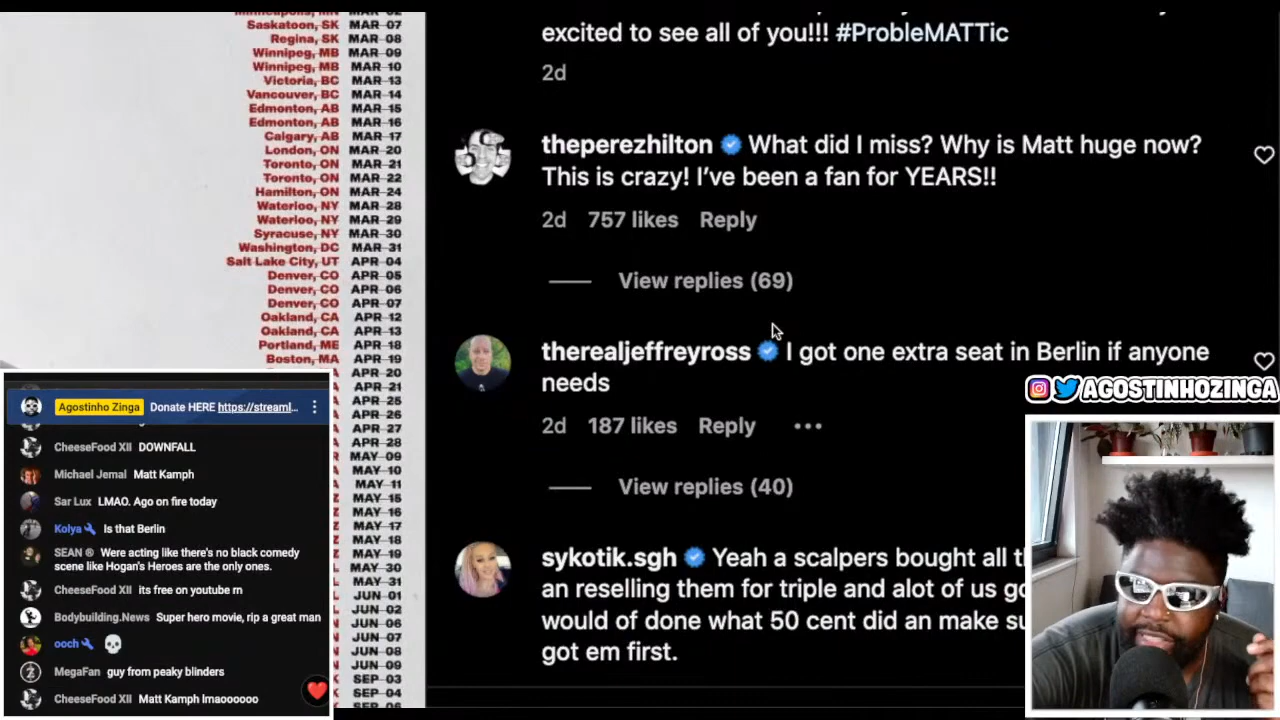 Saskatoon, SK MAR 07
Regina, SK MAR 08
Winnipeg, MB MAR 09
Winnipeg, MB MAR 10
Victoria, BC MAR 13
Vancouver, BC MAR 14
Edmonton, AB MAR 15
Edmonton, AB MAR 16
Calgary, AB MAR 17
London, ON MAR 20
Toronto, ON MAR 21
Toronto, ON MAR 22
Hamilton, ON MAR 24
Waterloo, NY MAR 28
Waterloo, NY MAR 29
Syracuse, NY MAR 30
Washington, DC MAR 31
Salt Lake City, UT APR 04
Denver, CO APR 05
Denver, CO APR 06
Denver, CO APR 07
Oakland, CA APR 12
Oakland, CA APR 13
Portland, ME APR 18
Boston, MA APR 19
APR 20
APR 21
APR 25
APR 26
APR 27
APR 28
MAY 09
MAY 10
MAY 11
MAY 15
MAY 16
MAY 17
MAY 18
MAY 19
MAY 30
MAY 31
JUN 01
JUN 02
JUN 06
JUN 07
JUN 08
JUN 09
SEP 03
SEP 04
excited to see all of you!!! #ProbleMATTic
2d
theperezhilton What did I miss? Why is Matt huge now?
This is crazy! I've been a fan for YEARS!!
2d 757 likes Reply
View replies (69)
therealjeffreyross I got one extra seat in Berlin if anyone
needs
2d 187 likes Reply •••
View replies (40)
sykotik.sgh Yeah a scalpers bought all
an reselling them for triple and alot of us
would of done what 50 cent did an make
got em first.
Agostinho Zinga Donate HERE https://streaml...
CheeseFood XII DOWNFALL
Michael Jemal Matt Kamph
Sar Lux LMAO. Ago on fire today
Kolya Is that Berlin
SEAN ® Were acting like there's no black comedy
scene like Hogan's Heroes are the only ones.
CheeseFood XII its free on youtube rn
Bodybuilding.News Super hero movie, rip a great man
ooch
MegaFan guy from peaky blinders
CheeseFood XII Matt Kamph lmaoooooo
@AGOSTINHOZINGA